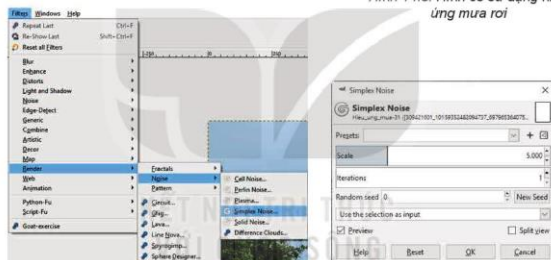 ứng mưa rơi
Filters Windows Help
Repeat Last Ctrl+F
Re-Show Last Shift+Ctrl+F
Reset all Filters
Blur
Enhance
Distorts
Light and Shadow
Noise
Edge-Detect
Generic
Combine
Artistic
Decor
Map
Render
Web
Animation
Python-Fu
Script-Fu
Goat-exercise
Fractals
Noise
Pattern
Circuit...
Gfig...
Lava...
Line Nova...
Spyrogimp...
Sphere Designer...
Cell Noise...
Perlin Noise...
Plasma...
Simplex Noise...
Solid Noise...
Difference Clouds...
Simplex Noise
Simplex Noise
Presets
Scale 5.000
Iterations 1
Random seed 0 New Seed
Use the selection as input
Preview Split view
Help Reset OK Cancel